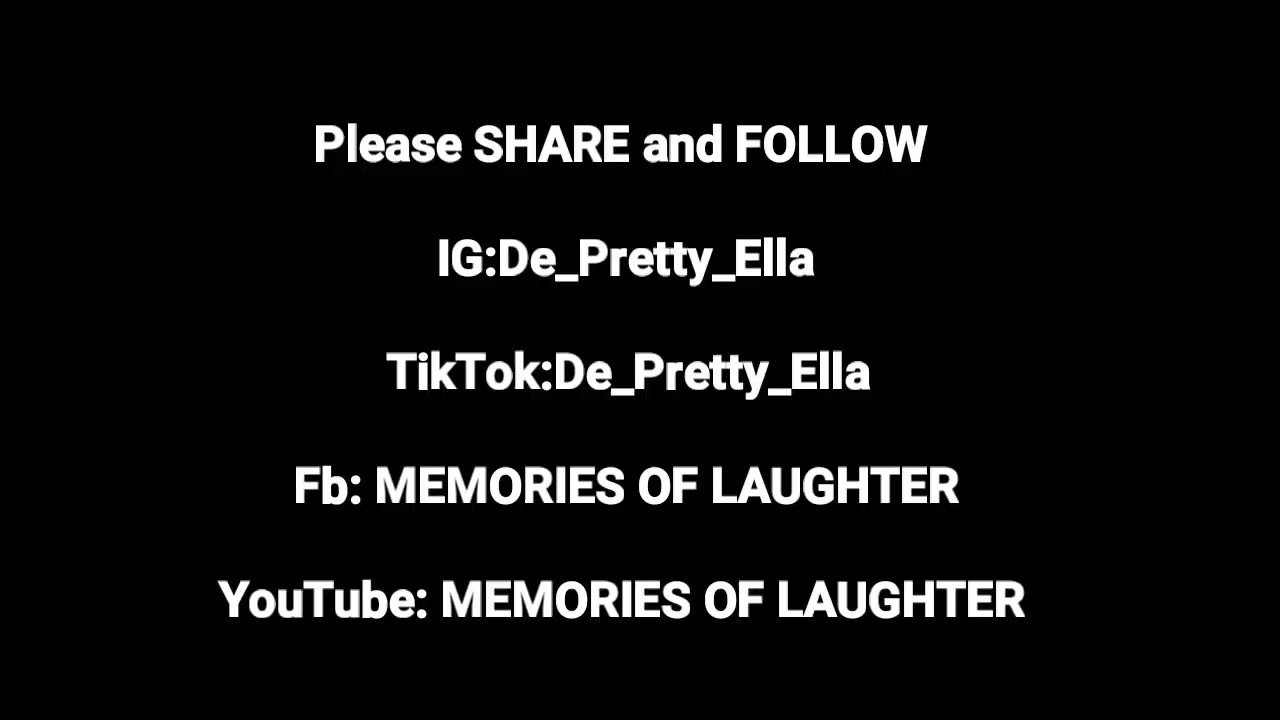 Please SHARE and FOLLOW
IG:De_Pretty_Ella
TikTok:De_Pretty_Ella
Fb: MEMORIES OF LAUGHTER
YouTube: MEMORIES OF LAUGHTER